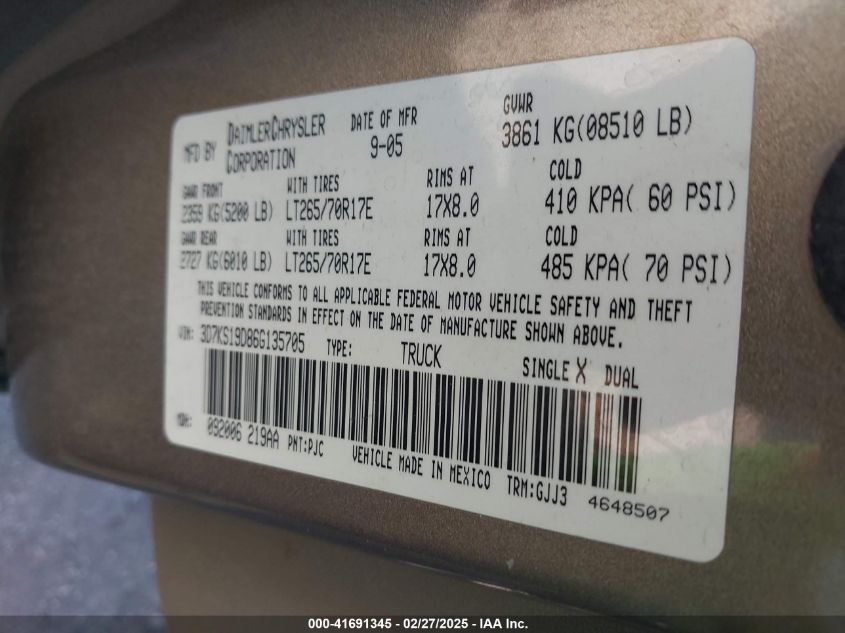 MFD BY DAIMLERCHRYSLER CORPORATION
DATE OF MFR 9-05
GVWR 3861 KG(08510 LB)
GAWR FRONT WITH TIRES RIMS AT COLD
2359 KG(5200 LB) LT265/70R17E 17X8.0 410 KPA( 60 PSI)
GAWR REAR WITH TIRES RIMS AT COLD
2727 KG(6010 LB) LT265/70R17E 17X8.0 485 KPA( 70 PSI)
THIS VEHICLE CONFORMS TO ALL APPLICABLE FEDERAL MOTOR VEHICLE SAFETY AND THEFT
PREVENTION STANDARDS IN EFFECT ON THE DATE OF MANUFACTURE SHOWN ABOVE.
VIN: 3D7KS19D86G135705 TYPE: TRUCK SINGLE X DUAL
MDH: 092006 219AA PNT:PJC VEHICLE MADE IN MEXICO TRM:GJJ3 4648507
000-41691345 - 02/27/2025 - IAA Inc.